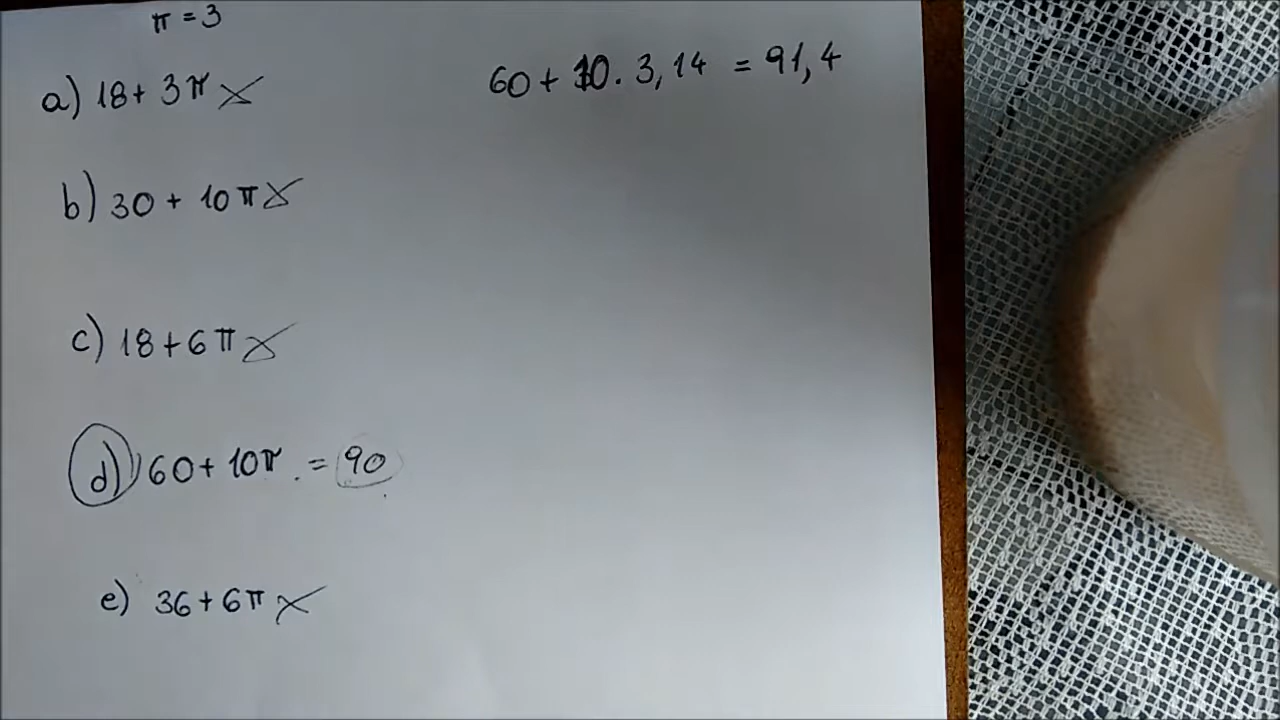 π = 3
a) 18 + 3π X
60 + 10 . 3,14 = 91,4
b) 30 + 10π X
c) 18 + 6π X
d) 60 + 10π = 90
e) 36 + 6π X